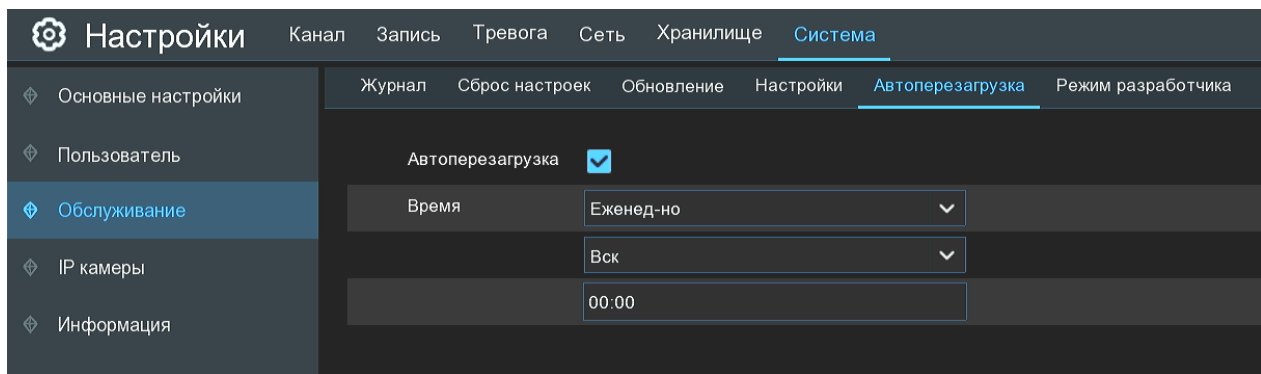 Настройки Канал Запись Тревога Сеть Хранилище Система
Журнал Сброс настроек Обновление Настройки Автоперезагрузка Режим разработчика
Основные настройки
Пользователь
Обслуживание
IP камеры
Информация
Автоперезагрузка
Время Еженед-но
Вск
00:00